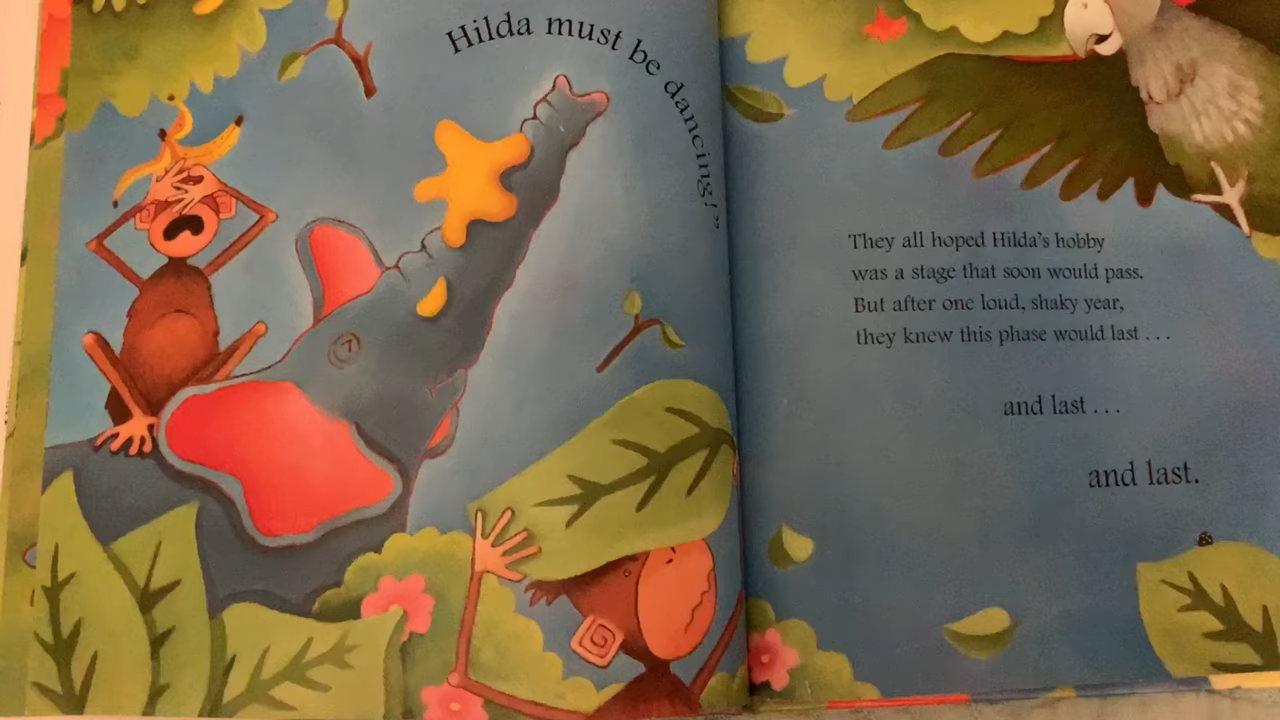 Hilda must be dancing!”
They all hoped Hilda’s hobby
was a stage that soon would pass.
But after one loud, shaky year,
they knew this phase would last . . .
and last . . .
and last.